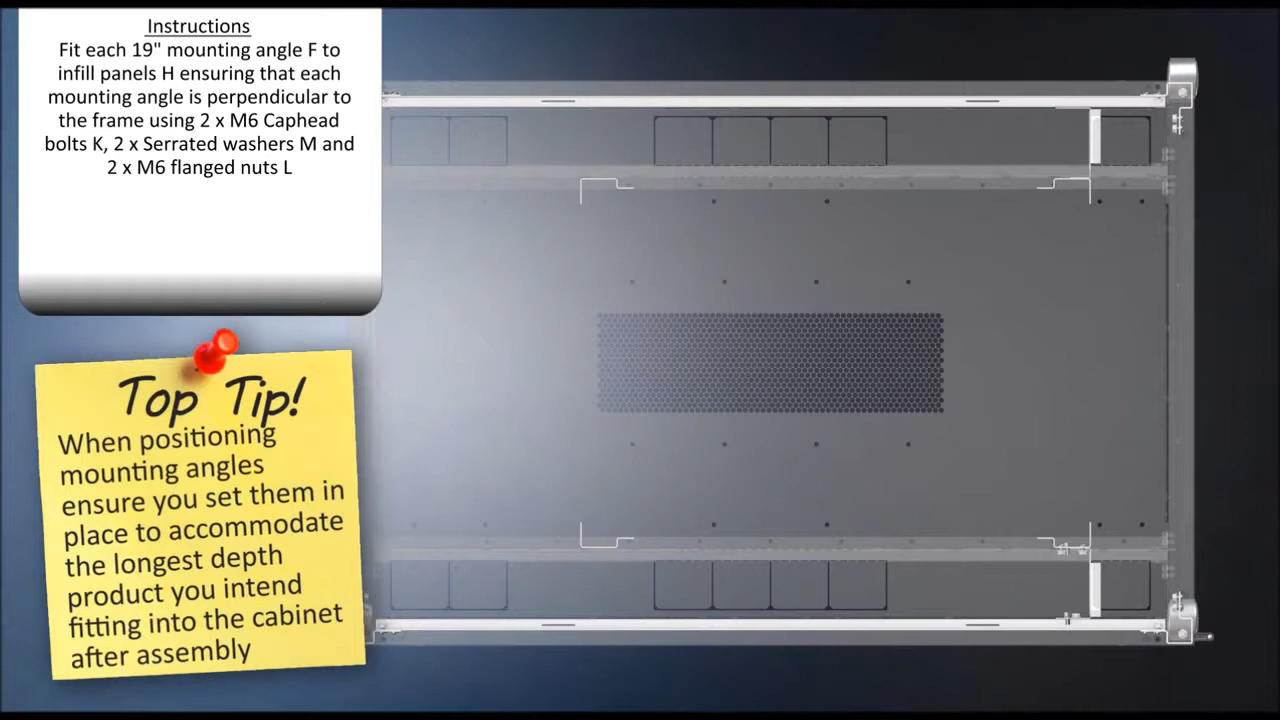 Instructions
Fit each 19" mounting angle F to
infill panels H ensuring that each
mounting angle is perpendicular to
the frame using 2 x M6 Caphead
bolts K, 2 x Serrated washers M and
2 x M6 flanged nuts L
Top Tip!
When positioning
mounting angles
ensure you set them in
place to accommodate
the longest depth
product you intend
fitting into the cabinet
after assembly